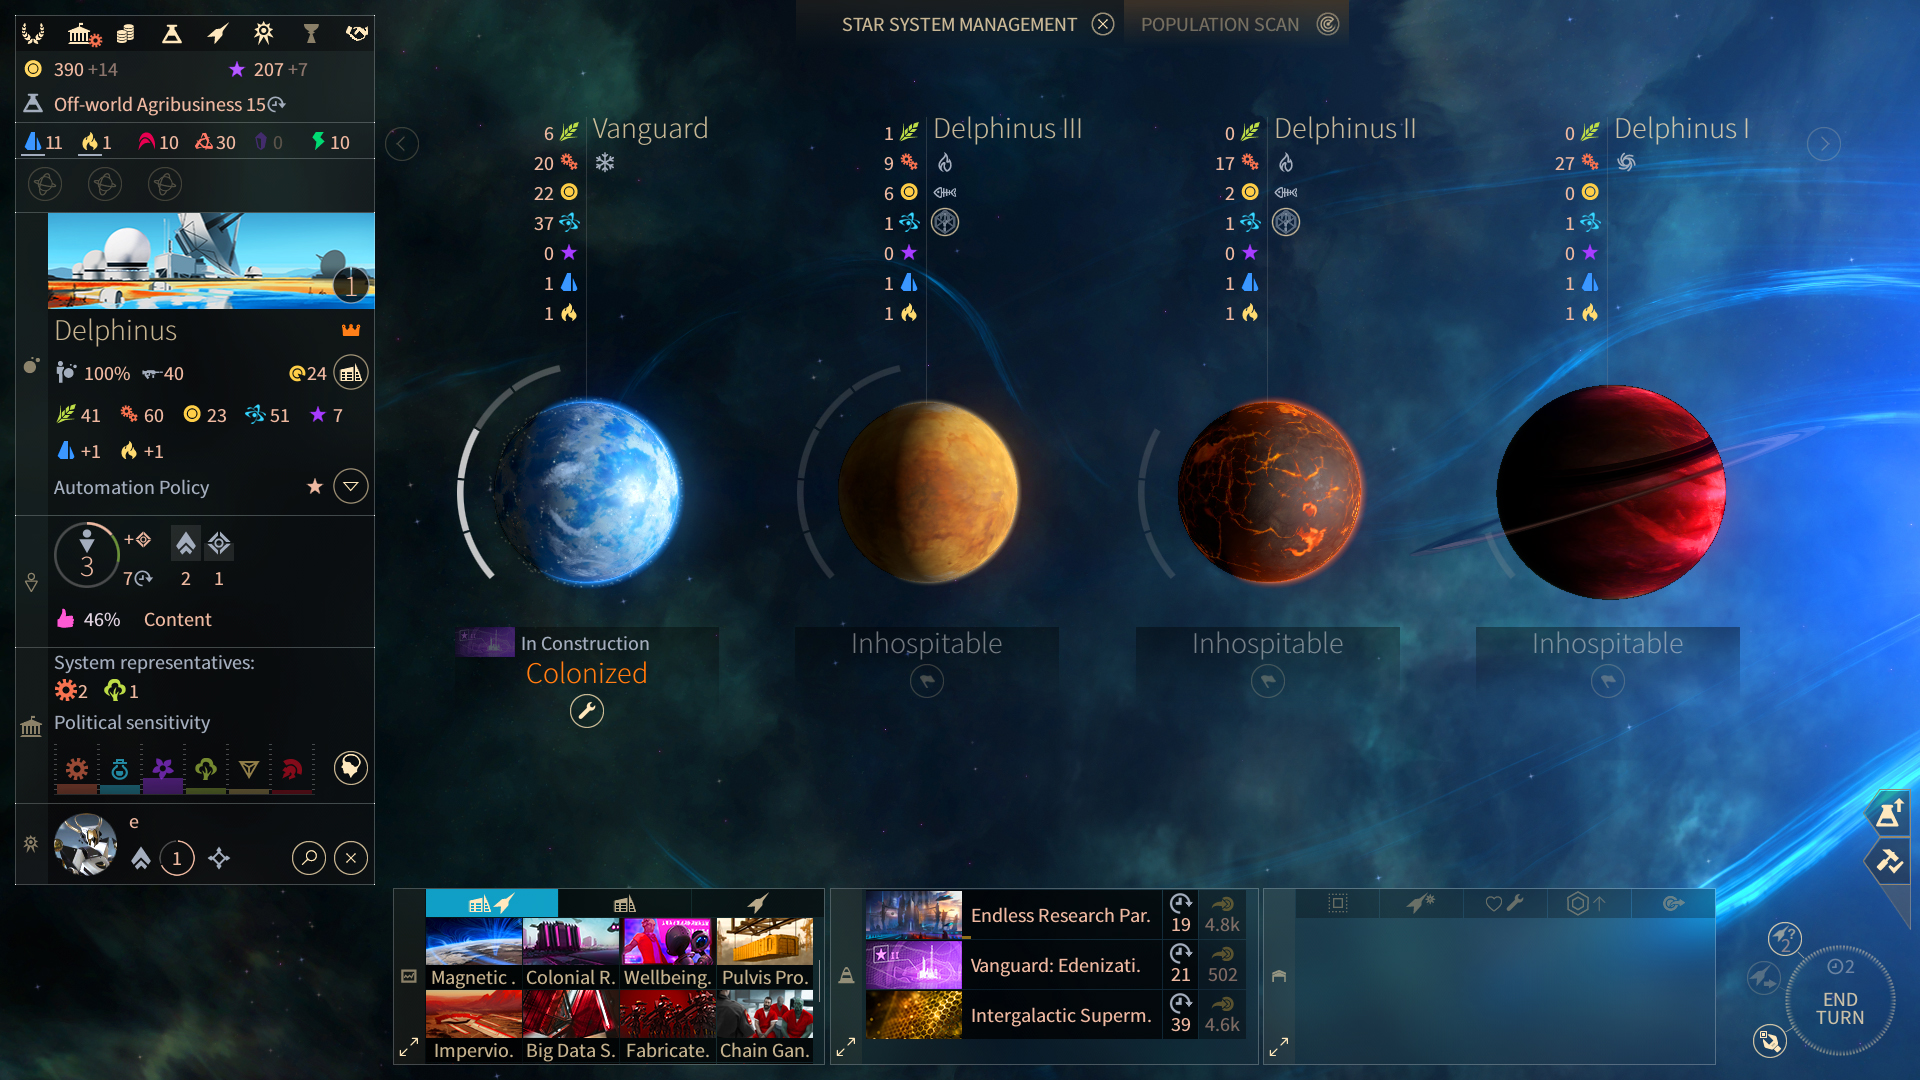 STAR SYSTEM MANAGEMENT
POPULATION SCAN
390 +14
207 +7
Off-world Agribusiness 15
11 1 10 30 0 10
1
Delphinus
100% 40 24
41 60 23 51 7
+1 +1
Automation Policy
3
+
7 2 1
46% Content
System representatives:
2 1
Political sensitivity
e
1
Vanguard
6
20
22
37
0
1
1
Delphinus III
1
9
6
1
0
1
1
Delphinus II
0
17
2
1
0
1
1
Delphinus I
0
27
0
1
0
1
1
In Construction
Colonized
Inhospitable
Inhospitable
Inhospitable
Magnetic . Colonial R. Wellbeing. Pulvis Pro.
Impervio. Big Data S. Fabricate. Chain Gan.
Endless Research Par. 19 4.8k
II
Vanguard: Edenizati. 21 502
Intergalactic Superm. 39 4.6k
?
2
2
END
TURN